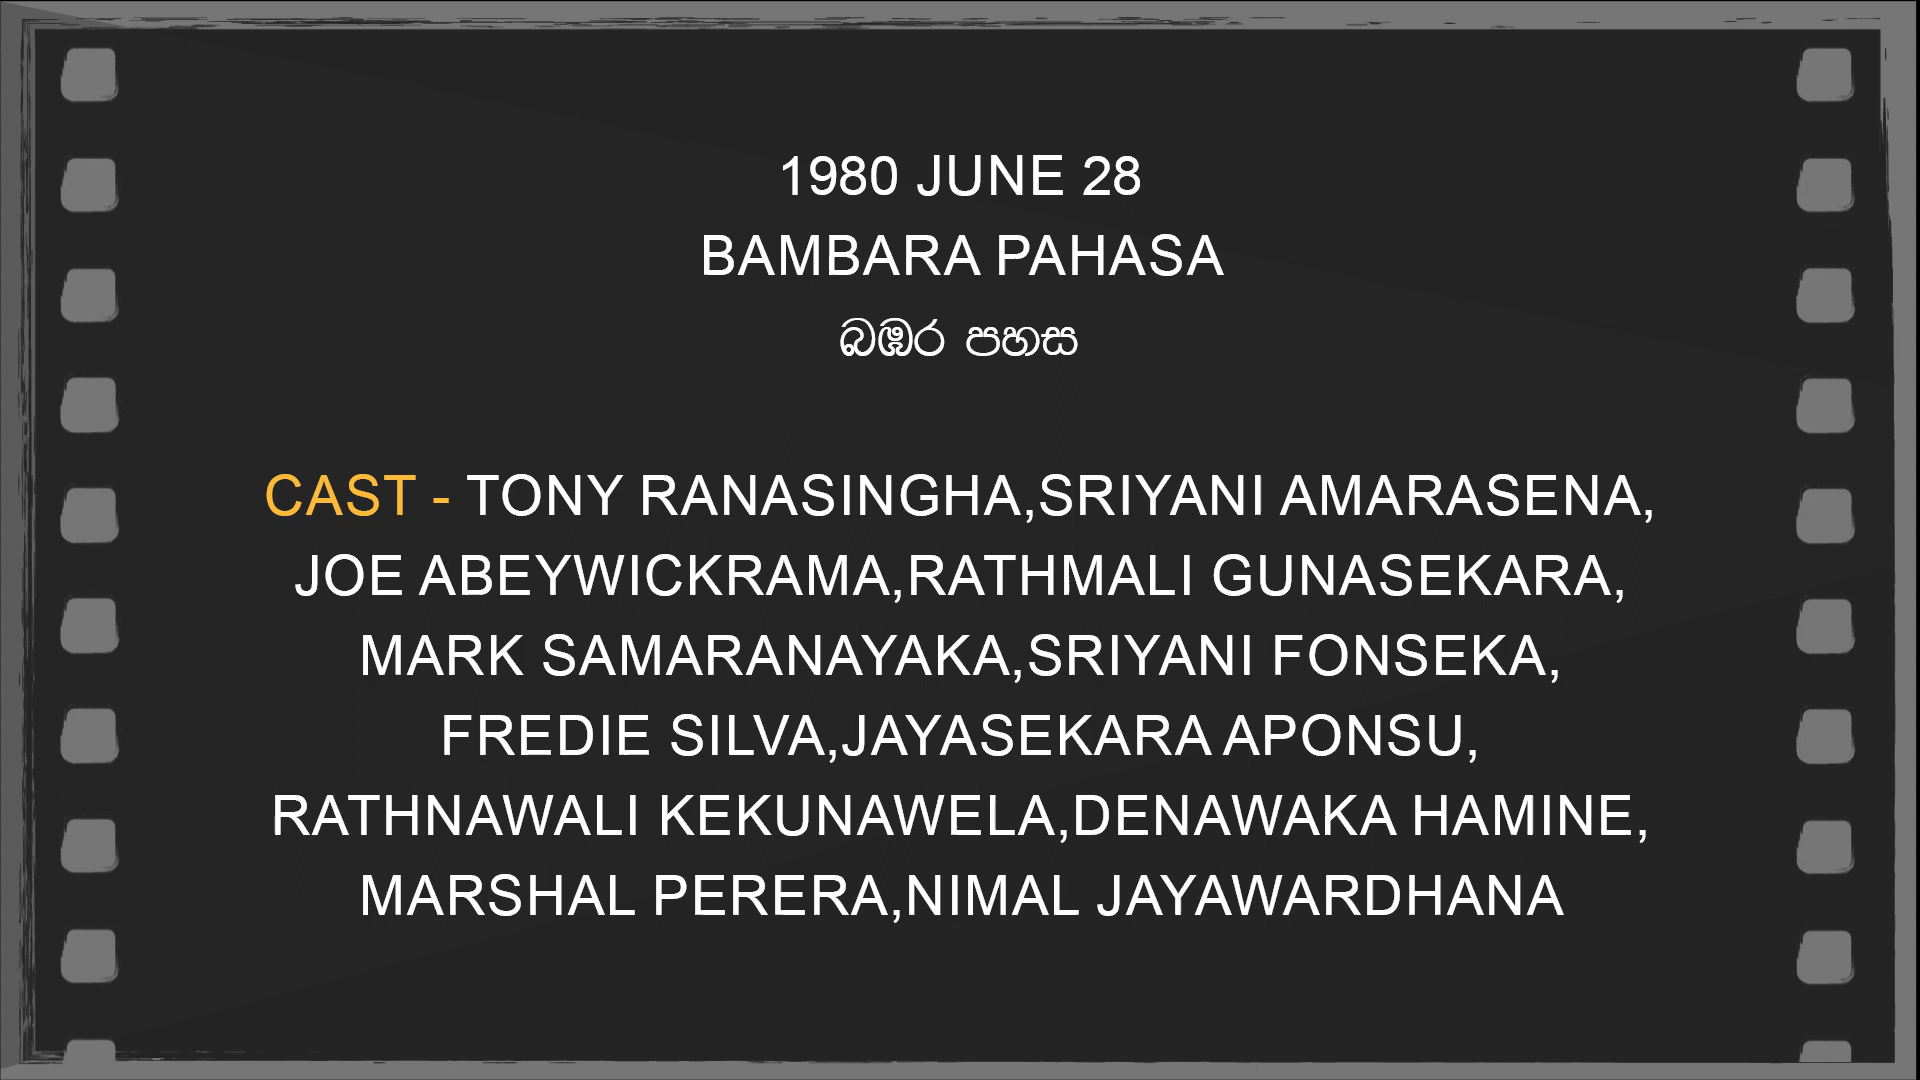 1980 JUNE 28
BAMBARA PAHASA
බඹර පහස
CAST - TONY RANASINGHA,SRIYANI AMARASENA,
JOE ABEYWICKRAMA,RATHMALI GUNASEKARA,
MARK SAMARANAYAKA,SRIYANI FONSEKA,
FREDIE SILVA,JAYASEKARA APONSU,
RATHNAWALI KEKUNAWELA,DENAWAKA HAMINE,
MARSHAL PERERA,NIMAL JAYAWARDHANA